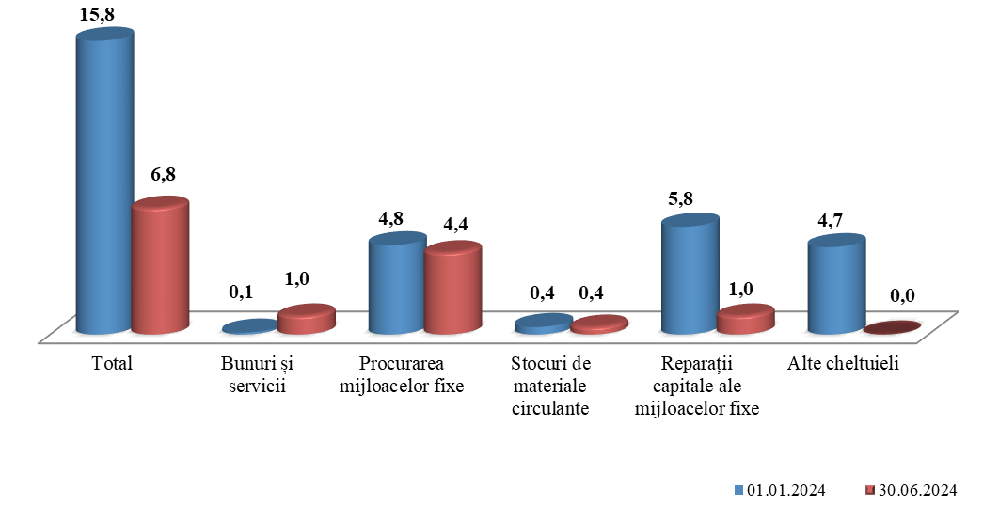 15,8
6,8
0,1
1,0
4,8
4,4
0,4
0,4
5,8
1,0
4,7
0,0
Total
Bunuri și
servicii
Procurarea
mijloacelor fixe
Stocuri de
materiale
circulante
Reparații
capitale ale
mijloacelor fixe
Alte cheltuieli
01.01.2024
30.06.2024